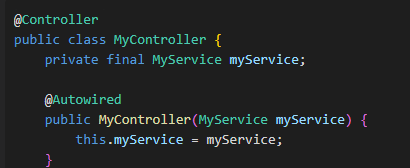 @Controller
public class MyController {
    private final MyService myService;

    @Autowired
    public MyController(MyService myService) {
        this.myService = myService;
    }